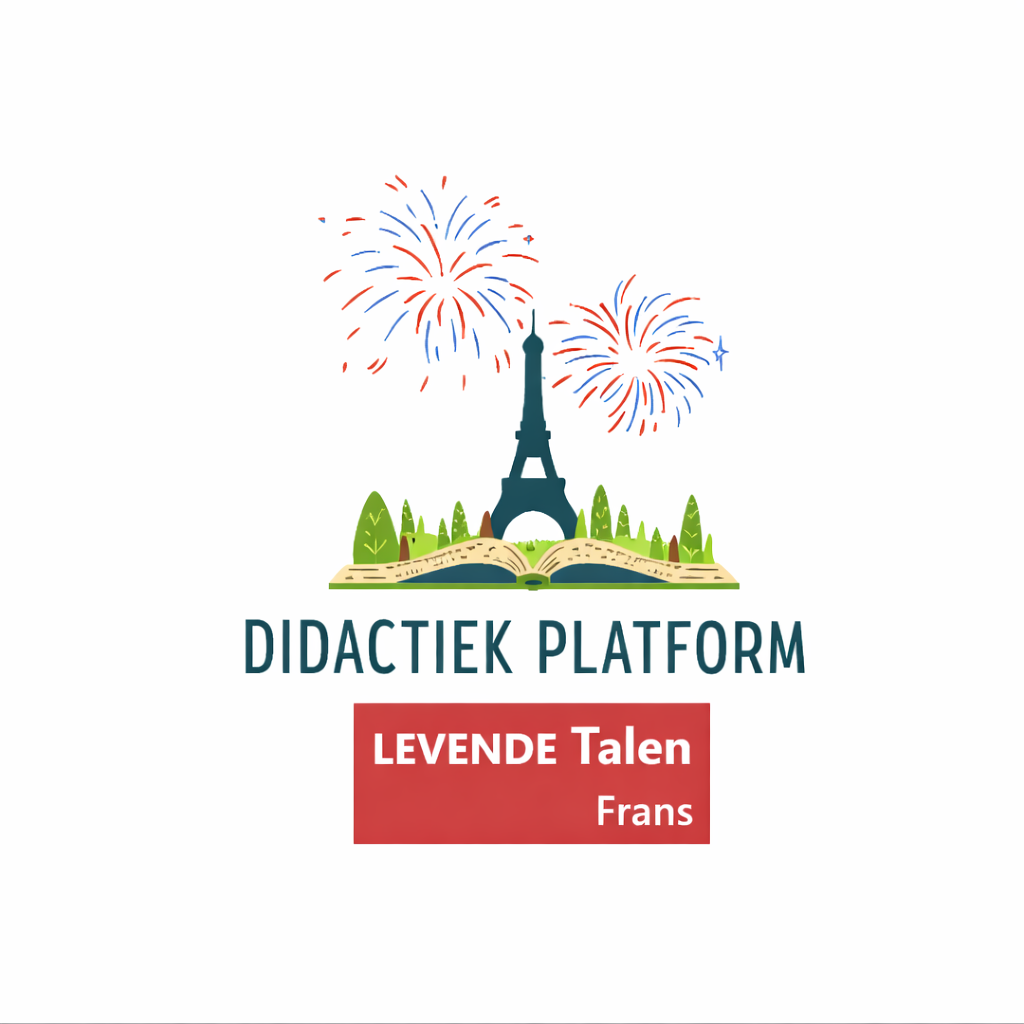 DIDACTIEK PLATFORM
LEVENDE Talen
Frans